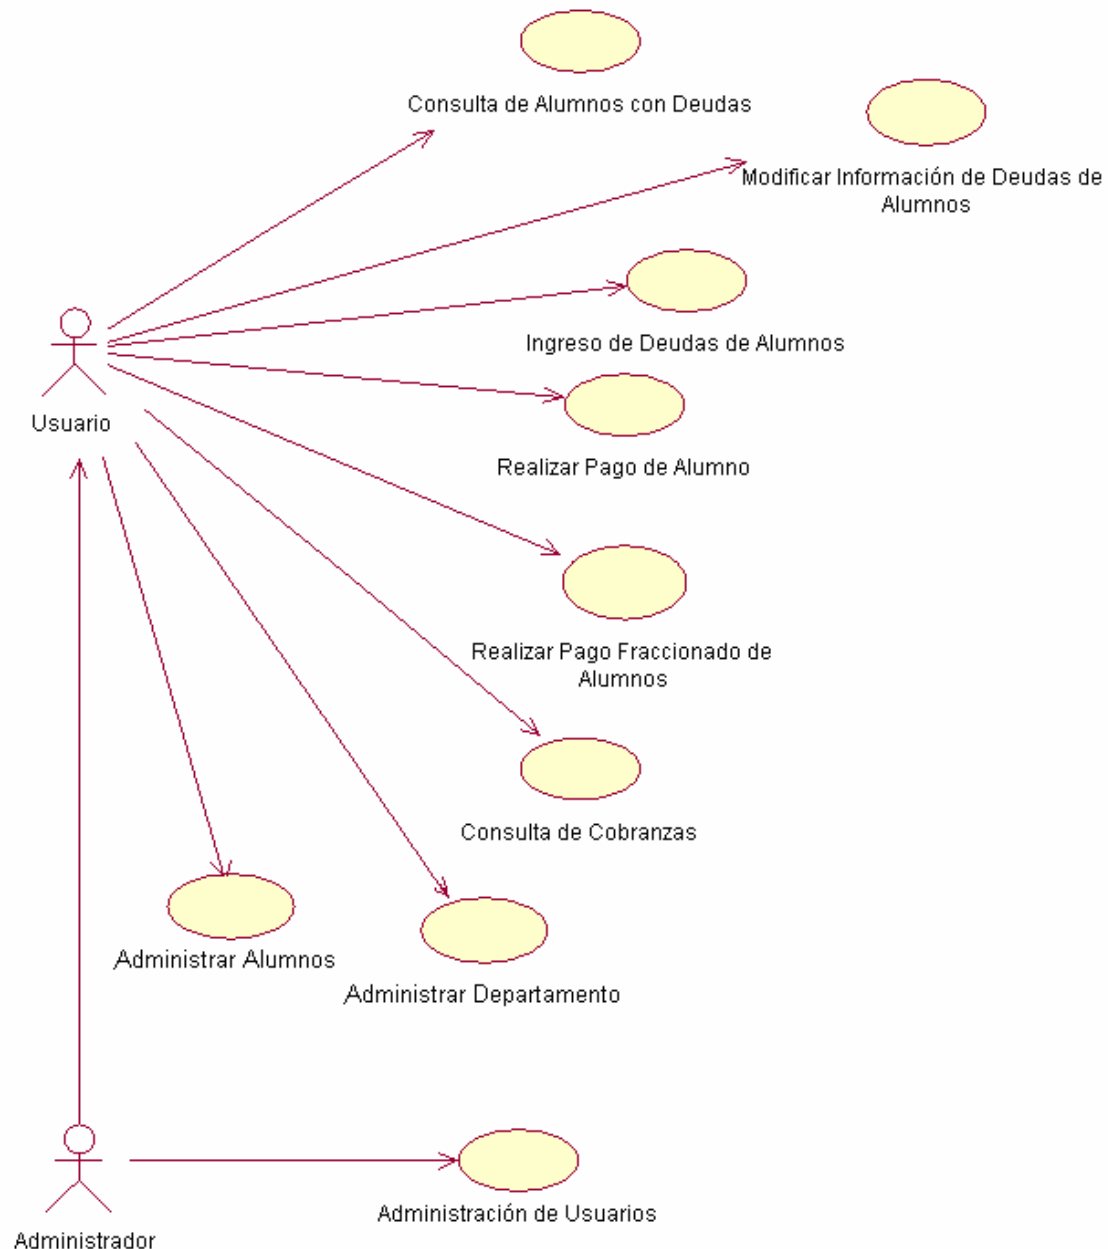 Consulta de Alumnos con Deudas
Modificar Información de Deudas de
Alumnos
Ingreso de Deudas de Alumnos
Usuario
Realizar Pago de Alumno
Realizar Pago Fraccionado de
Alumnos
Consulta de Cobranzas
Administrar Alumnos
Administrar Departamento
Administración de Usuarios
Administrador